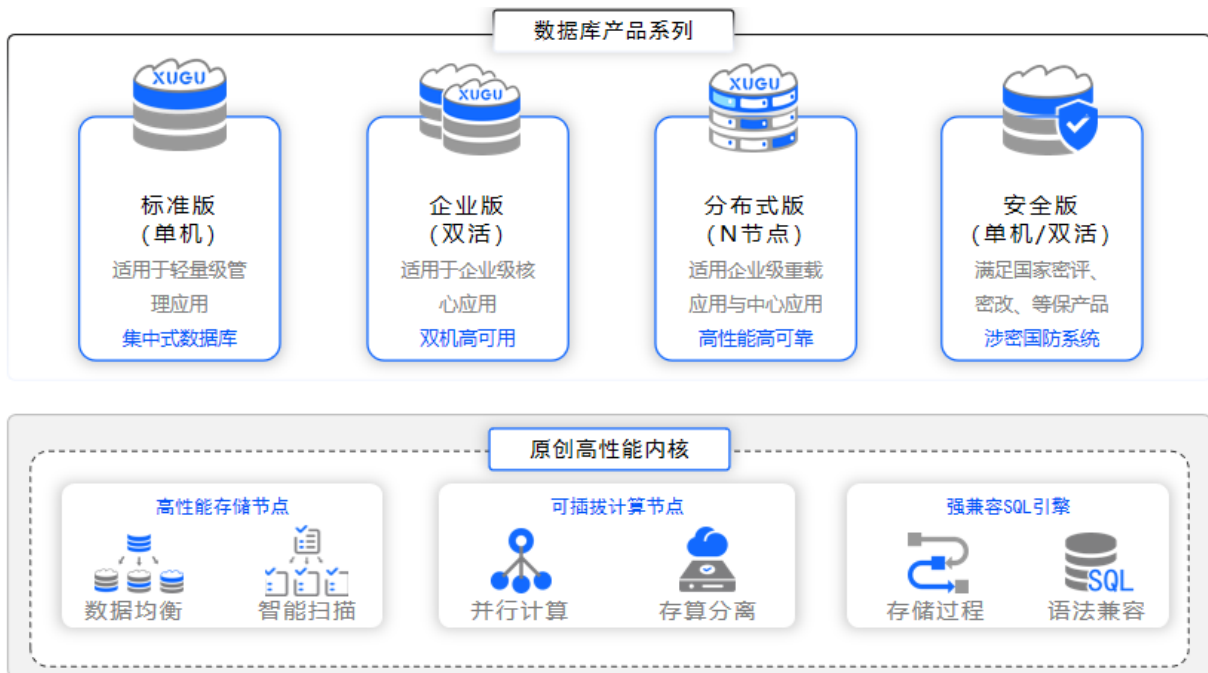 数据库产品系列
XUGU
XUGU
XUGU
标准版
(单机)
适用于轻量级管
理应用
集中式数据库
企业版
(双活)
适用于企业级核
心应用
双机高可用
分布式版
(N节点)
适用企业级重载
应用与中心应用
高性能高可靠
安全版
(单机/双活)
满足国家密评、
密改、等保产品
涉密国防系统
原创高性能内核
高性能存储节点
数据均衡
智能扫描
可插拔计算节点
并行计算
存算分离
强兼容SQL引擎
存储过程
SQL
语法兼容